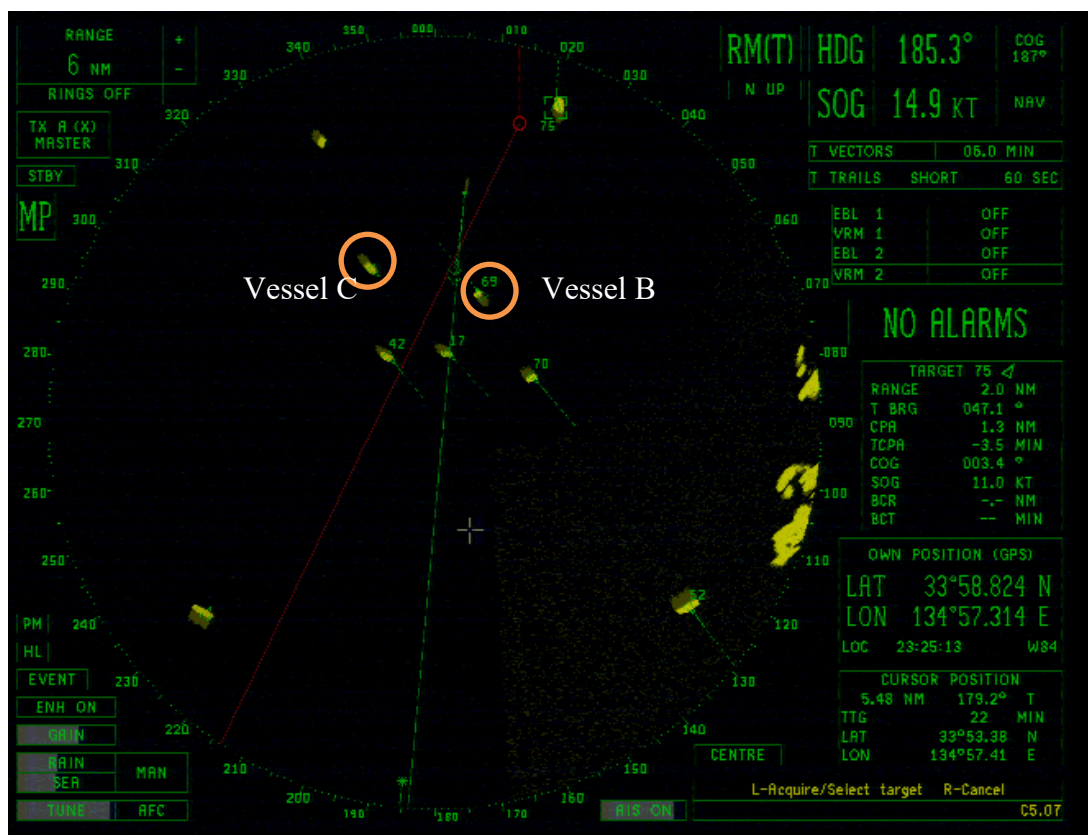 RANGE
6 NM
+
-
RINGS OFF
TX A (X)
MASTER
STBY
MP
340
350
000
010
020
330
030
320
040
310
050
300
060
290
070
280
080
270
090
260
100
250
110
240
120
230
130
220
140
210
150
200
160
190
180
170
75
Vessel C
69
Vessel B
42
17
70
52
RM(T)
N UP
HDG 185.3°
COG
187°
SOG 14.9 KT
NAV
T VECTORS 06.0 MIN
T TRAILS SHORT 60 SEC
EBL 1 OFF
VRM 1 OFF
EBL 2 OFF
VRM 2 OFF
NO ALARMS
TARGET 75
RANGE 2.0 NM
T BRG 047.1 °
CPA 1.3 NM
TCPA -3.5 MIN
COG 003.4 °
SOG 11.0 KT
BCR -.- NM
BCT -- MIN
OWN POSITION (GPS)
LAT 33°58.824 N
LON 134°57.314 E
LOC 23:25:13 W84
CURSOR POSITION
5.48 NM 179.2° T
TTG 22 MIN
LAT 33°53.38 N
LON 134°57.41 E
PM
HL
EVENT
ENH ON
GAIN
RAIN
SEA
MAN
TUNE
AFC
CENTRE
AIS ON
L-Acquire/Select target R-Cancel
C5.07